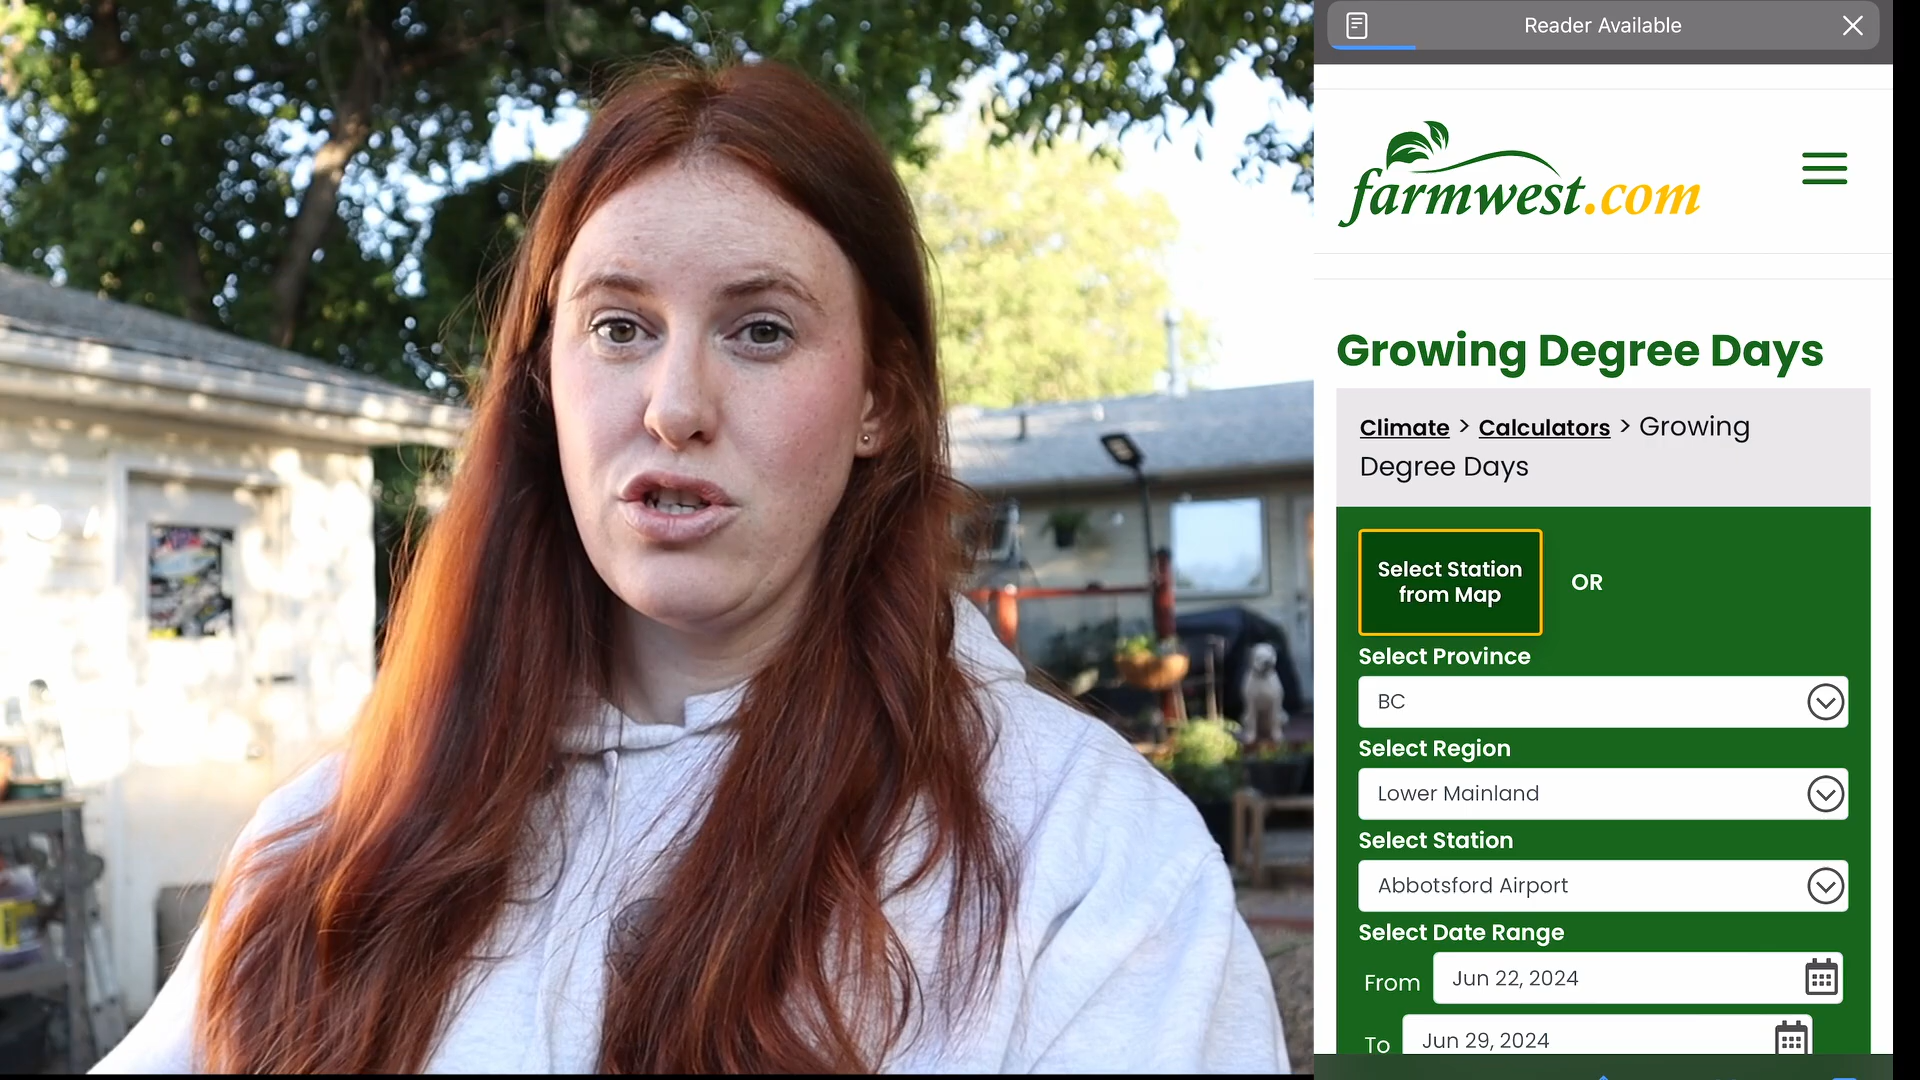 Reader Available
farmwest.com
Growing Degree Days
Climate > Calculators > Growing
Degree Days
Select Station
from Map
OR
Select Province
BC
Select Region
Lower Mainland
Select Station
Abbotsford Airport
Select Date Range
From Jun 22, 2024
To Jun 29, 2024